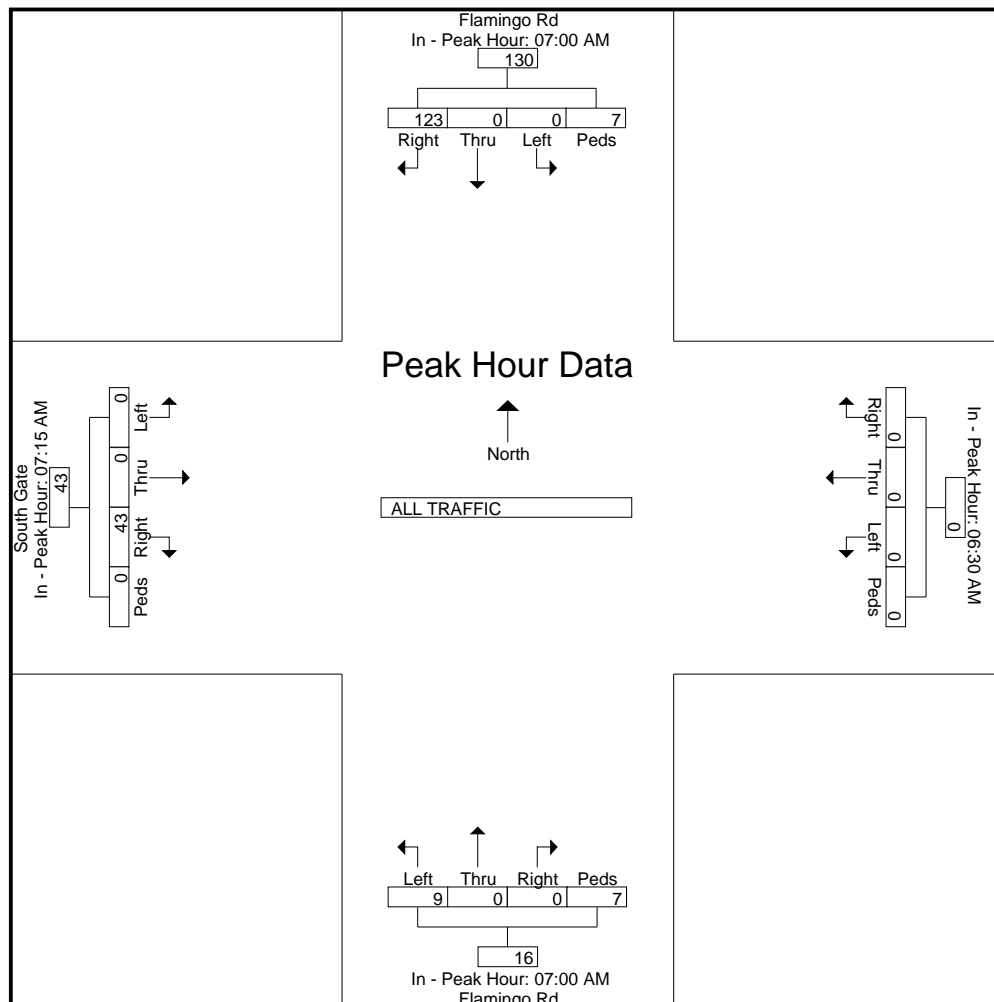 Flamingo Rd
In - Peak Hour: 07:00 AM
130
123 0 0 7
Right Thru Left Peds
Peak Hour Data
North
ALL TRAFFIC
South Gate
In - Peak Hour: 07:15 AM
43
0 0 43 0
Left Thru Right Peds
Right Thru Left Peds
0 0 0 0
0
In - Peak Hour: 06:30 AM
Left Thru Right Peds
9 0 0 7
16
In - Peak Hour: 07:00 AM
Flamingo Rd